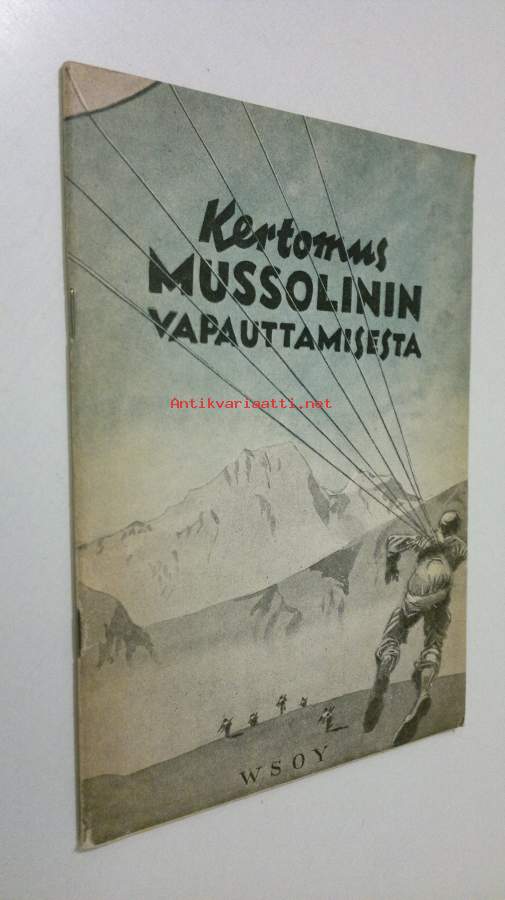 Kertomus
MUSSOLININ
VAPAUTTAMISESTA
Antikvariaatti.net
WSOY